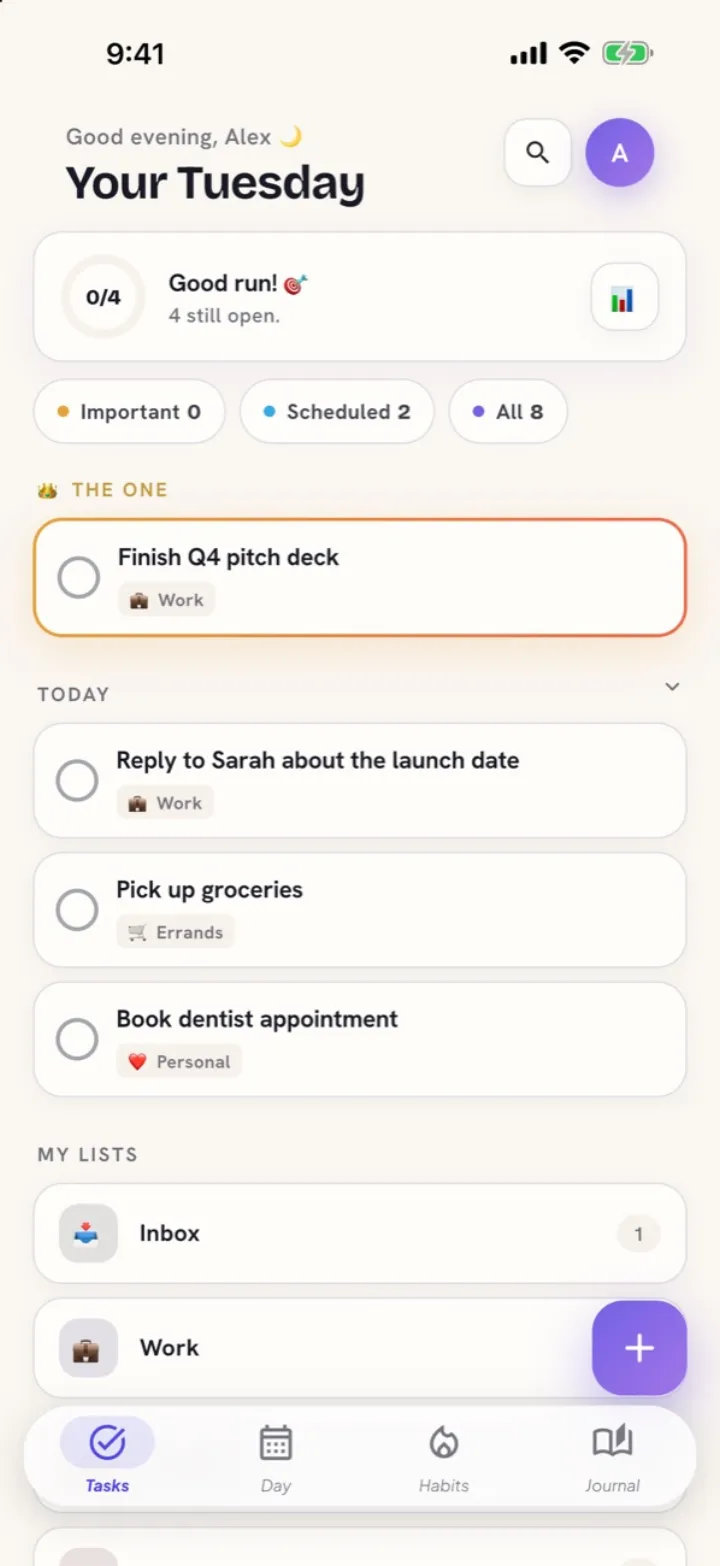 9:41
Good evening, Alex 🌙
Your Tuesday
A
0/4
Good run! 🎯
4 still open.
Important 0
Scheduled 2
All 8
THE ONE
Finish Q4 pitch deck
Work
TODAY
Reply to Sarah about the launch date
Work
Pick up groceries
Errands
Book dentist appointment
Personal
MY LISTS
Inbox
1
Work
Tasks
Day
Habits
Journal